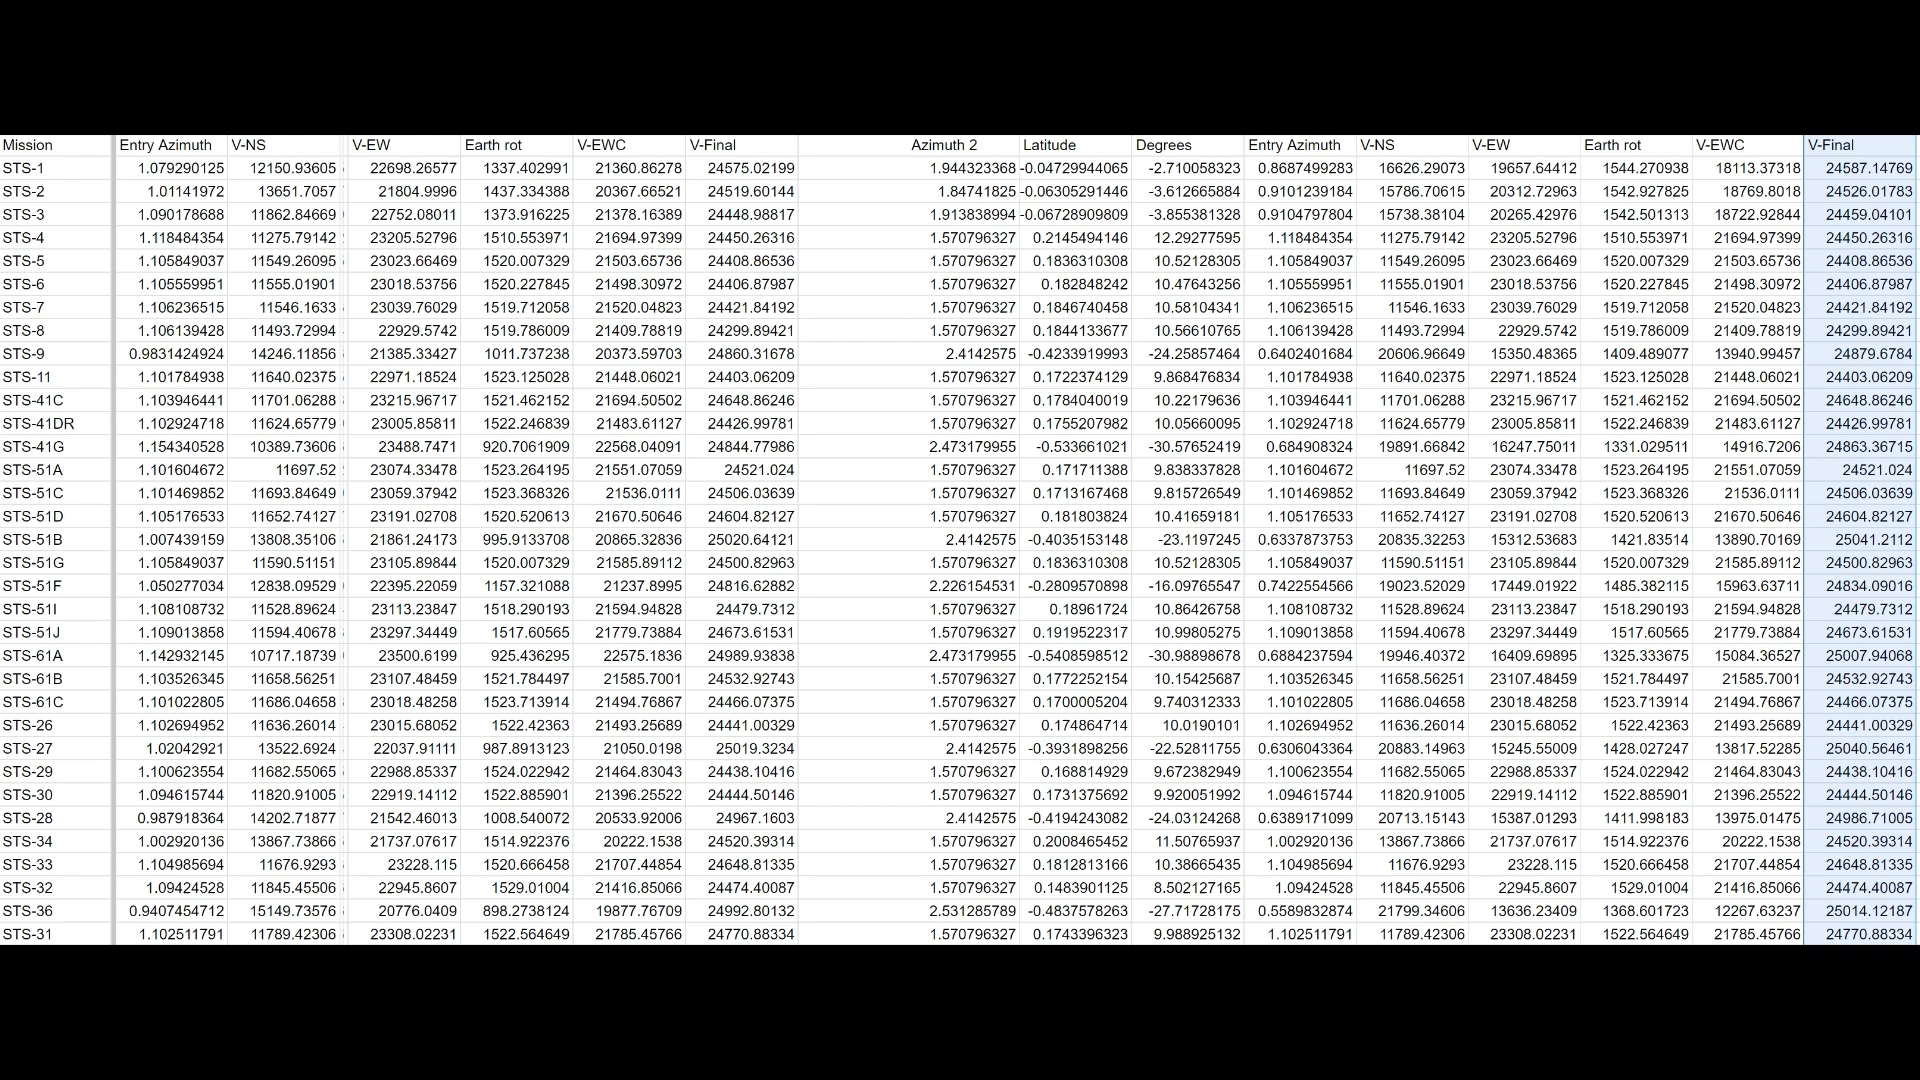 Mission Entry Azimuth V-NS V-EW Earth rot V-EWC V-Final Azimuth 2 Latitude Degrees Entry Azimuth V-NS V-EW Earth rot V-EWC V-Final
STS-1 1.079290125 12150.93605 22698.26577 1337.402991 21360.86278 24575.02199 1.944323368 -0.04729944065 -2.710058323 0.8687499283 16626.29073 19657.64412 1544.270938 18113.37318 24587.14769
STS-2 1.01141972 13651.7057 21804.9996 1437.334388 20367.66521 24519.60144 1.84741825 -0.06305291446 -3.612665884 0.9101239184 15786.70615 20312.72963 1542.927825 18769.8018 24526.01783
STS-3 1.090178688 11862.84669 22752.08011 1373.916225 21378.16389 24448.98817 1.913838994 -0.06728909809 -3.855381328 0.9104797804 15738.38104 20265.42976 1542.501313 18722.92844 24459.04101
STS-4 1.118484354 11275.79142 23205.52796 1510.553971 21694.97399 24450.26316 1.570796327 0.2145494146 12.29277595 1.118484354 11275.79142 23205.52796 1510.553971 21694.97399 24450.26316
STS-5 1.105849037 11549.26095 23023.66469 1520.007329 21503.65736 24408.86536 1.570796327 0.1836310308 10.52128305 1.105849037 11549.26095 23023.66469 1520.007329 21503.65736 24408.86536
STS-6 1.105559951 11555.01901 23018.53756 1520.227845 21498.30972 24406.87987 1.570796327 0.182848242 10.47643256 1.105559951 11555.01901 23018.53756 1520.227845 21498.30972 24406.87987
STS-7 1.106236515 11546.1633 23039.76029 1519.712058 21520.04823 24421.84192 1.570796327 0.1846740458 10.58104341 1.106236515 11546.1633 23039.76029 1519.712058 21520.04823 24421.84192
STS-8 1.106139428 11493.72994 22929.5742 1519.786009 21409.78819 24299.89421 1.570796327 0.1844133677 10.56610765 1.106139428 11493.72994 22929.5742 1519.786009 21409.78819 24299.89421
STS-9 0.9831424924 14246.11856 21385.33427 1011.737238 20373.59703 24860.31678 2.4142575 -0.4233919993 -24.25857464 0.6402401684 20606.96649 15350.48365 1409.489077 13940.99457 24879.6784
STS-11 1.101784938 11640.02375 22971.18524 1523.125028 21448.06021 24403.06209 1.570796327 0.1722374129 9.868476834 1.101784938 11640.02375 22971.18524 1523.125028 21448.06021 24403.06209
STS-41C 1.103946441 11701.06288 23215.96717 1521.462152 21694.50502 24648.86246 1.570796327 0.1784040019 10.22179636 1.103946441 11701.06288 23215.96717 1521.462152 21694.50502 24648.86246
STS-41DR 1.102924718 11624.65779 23005.85811 1522.246839 21483.61127 24426.99781 1.570796327 0.1755207982 10.05660095 1.102924718 11624.65779 23005.85811 1522.246839 21483.61127 24426.99781
STS-41G 1.154340528 10389.73606 23488.7471 920.7061909 22568.04091 24844.77986 2.473179955 -0.533661021 -30.57652419 0.684908324 19891.66842 16247.75011 1331.029511 14916.7206 24863.36715
STS-51A 1.101604672 11697.52 23074.33478 1523.264195 21551.07059 24521.024 1.570796327 0.171711388 9.838337828 1.101604672 11697.52 23074.33478 1523.264195 21551.07059 24521.024
STS-51C 1.101469852 11693.84649 23059.37942 1523.368326 21536.0111 24506.03639 1.570796327 0.1713167468 9.815726549 1.101469852 11693.84649 23059.37942 1523.368326 21536.0111 24506.03639
STS-51D 1.105176533 11652.74127 23191.02708 1520.520613 21670.50646 24604.82127 1.570796327 0.181803824 10.41659181 1.105176533 11652.74127 23191.02708 1520.520613 21670.50646 24604.82127
STS-51B 1.007439159 13808.35106 21861.24173 995.9133708 20865.32836 25020.64121 2.4142575 -0.4035153148 -23.1197245 0.6337873753 20835.32253 15312.53683 1421.83514 13890.70169 25041.2112
STS-51G 1.105849037 11590.51151 23105.89844 1520.007329 21585.89112 24500.82963 1.570796327 0.1836310308 10.52128305 1.105849037 11590.51151 23105.89844 1520.007329 21585.89112 24500.82963
STS-51F 1.050277034 12838.09529 22395.22059 1157.321088 21237.8995 24816.62882 2.226154531 -0.2809570898 -16.09765547 0.7422554566 19023.52029 17449.01922 1485.382115 15963.63711 24834.09016
STS-51I 1.108108732 11528.89624 23113.23847 1518.290193 21594.94828 24479.7312 1.570796327 0.18961724 10.86426758 1.108108732 11528.89624 23113.23847 1518.290193 21594.94828 24479.7312
STS-51J 1.109013858 11594.40678 23297.34449 1517.60565 21779.73884 24673.61531 1.570796327 0.1919522317 10.99805275 1.109013858 11594.40678 23297.34449 1517.60565 21779.73884 24673.61531
STS-61A 1.142932145 10717.18739 23500.6199 925.436295 22575.1836 24989.93838 2.473179955 -0.5408598512 -30.98898678 0.6884237594 19946.40372 16409.69895 1325.333675 15084.36527 25007.94068
STS-61B 1.103526345 11658.56251 23107.48459 1521.784497 21585.7001 24532.92743 1.570796327 0.1772252154 10.15425687 1.103526345 11658.56251 23107.48459 1521.784497 21585.7001 24532.92743
STS-61C 1.101022805 11686.04658 23018.48258 1523.713914 21494.76867 24466.07375 1.570796327 0.1700005204 9.740312333 1.101022805 11686.04658 23018.48258 1523.713914 21494.76867 24466.07375
STS-26 1.102694952 11636.26014 23015.68052 1522.42363 21493.25689 24441.00329 1.570796327 0.174864714 10.0190101 1.102694952 11636.26014 23015.68052 1522.42363 21493.25689 24441.00329
STS-27 1.02042921 13522.6924 22037.91111 987.8913123 21050.0198 25019.3234 2.4142575 -0.3931898256 -22.52811755 0.6306043364 20883.14963 15245.55009 1428.027247 13817.52285 25040.56461
STS-29 1.100623554 11682.55065 22988.85337 1524.022942 21464.83043 24438.10416 1.570796327 0.168814929 9.672382949 1.100623554 11682.55065 22988.85337 1524.022942 21464.83043 24438.10416
STS-30 1.094615744 11820.91005 22919.14112 1522.885901 21396.25522 24444.50146 1.570796327 0.1731375692 9.920051992 1.094615744 11820.91005 22919.14112 1522.885901 21396.25522 24444.50146
STS-28 0.987918364 14202.71877 21542.46013 1008.540072 20533.92006 24967.1603 2.4142575 -0.4194243082 -24.03124268 0.6389171099 20713.15143 15387.01293 1411.998183 13975.01475 24986.71005
STS-34 1.002920136 13867.73866 21737.07617 1514.922376 20222.1538 24520.39314 1.570796327 0.2008465452 11.50765937 1.002920136 13867.73866 21737.07617 1514.922376 20222.1538 24520.39314
STS-33 1.104985694 11676.9293 23228.115 1520.666458 21707.44854 24648.81335 1.570796327 0.1812813166 10.38665435 1.104985694 11676.9293 23228.115 1520.666458 21707.44854 24648.81335
STS-32 1.09424528 11845.45506 22945.8607 1529.01004 21416.85066 24474.40087 1.570796327 0.1483901125 8.502127165 1.09424528 11845.45506 22945.8607 1529.01004 21416.85066 24474.40087
STS-36 0.9407454712 15149.73576 20776.0409 898.2738124 19877.76709 24992.80132 2.531285789 -0.4837578263 -27.71728175 0.5589832874 21799.34606 13636.23409 1368.601723 12267.63237 25014.12187
STS-31 1.102511791 11789.42306 23308.02231 1522.564649 21785.45766 24770.88334 1.570796327 0.1743396323 9.988925132 1.102511791 11789.42306 23308.02231 1522.564649 21785.45766 24770.88334